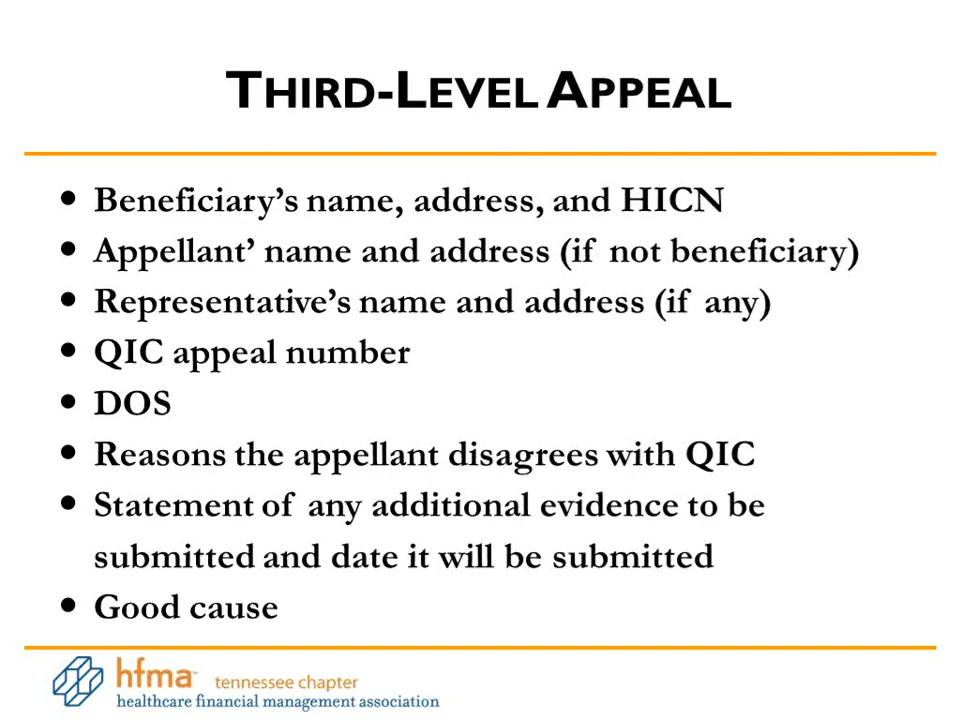 THIRD-LEVEL APPEAL
• Beneficiary's name, address, and HICN
• Appellant' name and address (if not beneficiary)
• Representative's name and address (if any)
• QIC appeal number
• DOS
• Reasons the appellant disagrees with QIC
• Statement of any additional evidence to be
submitted and date it will be submitted
• Good cause
hfma™ tennessee chapter
healthcare financial management association